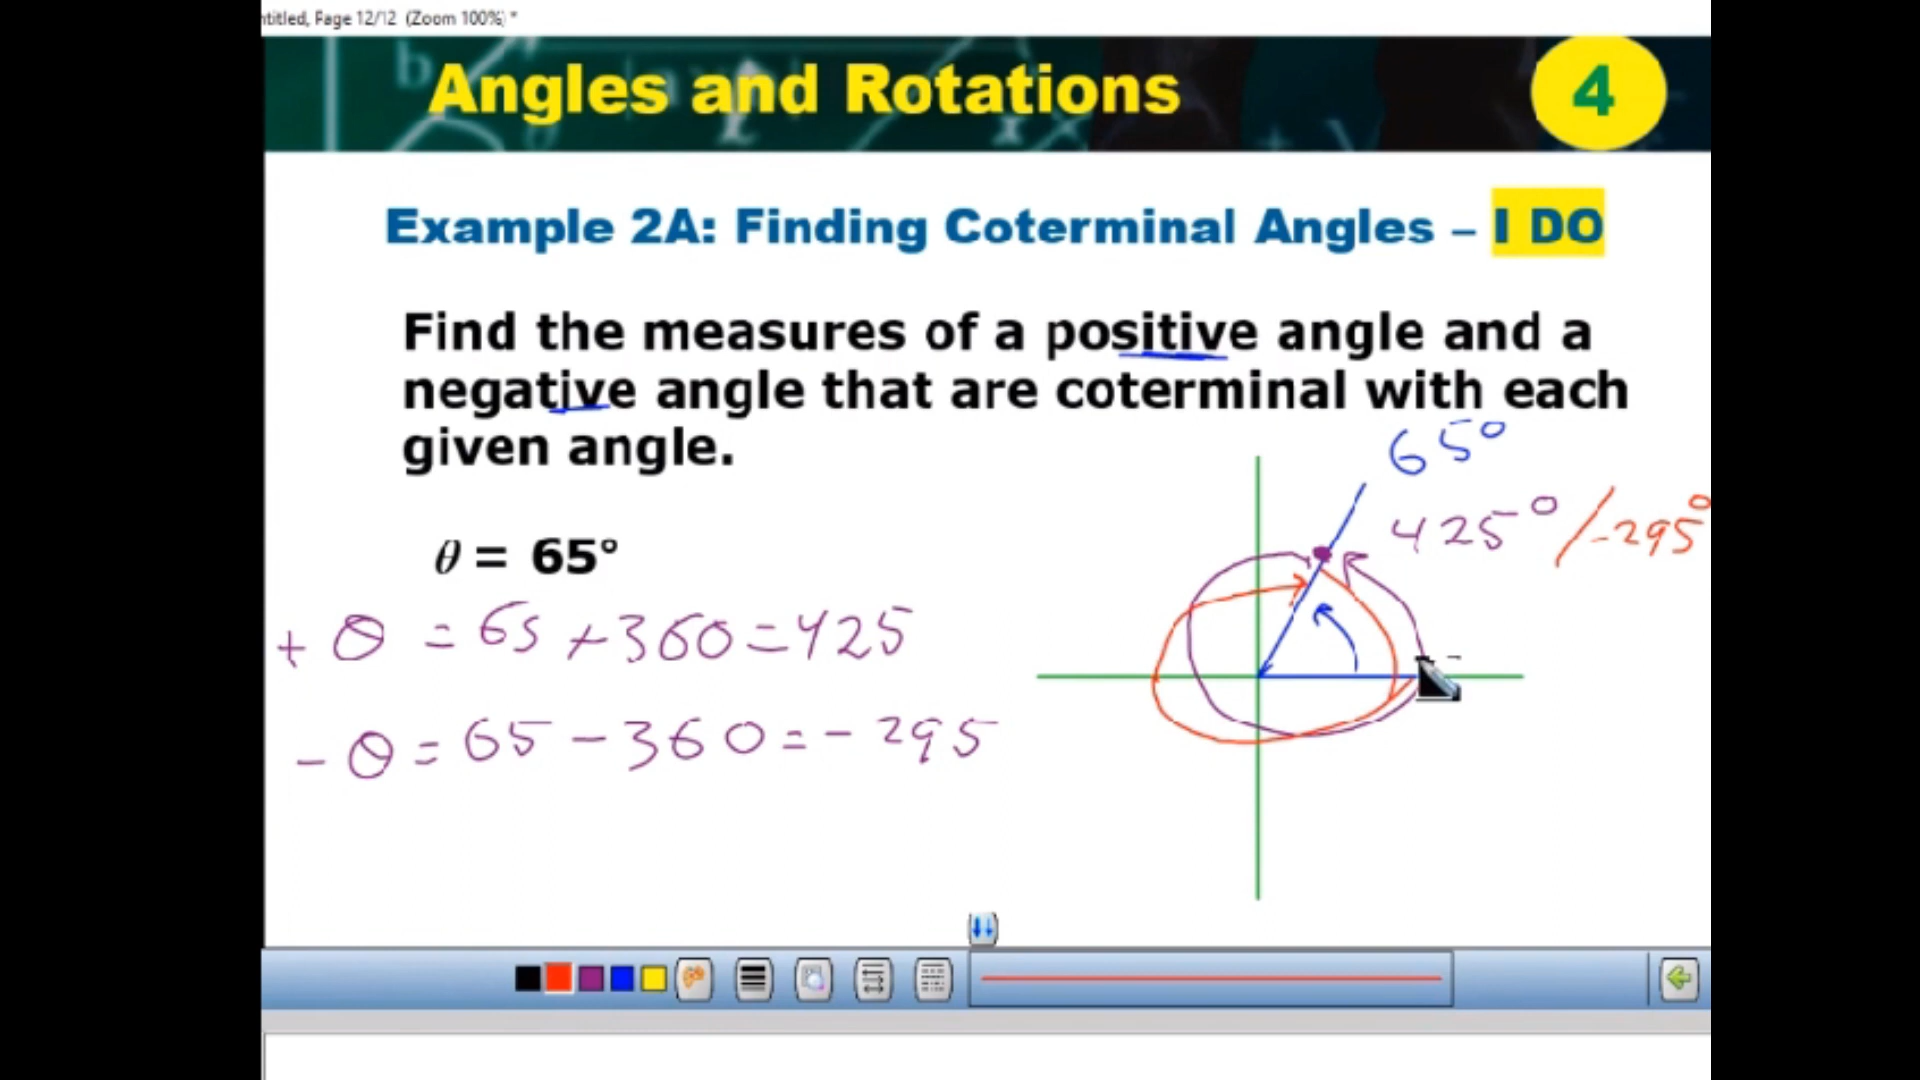 ntitled, Page 12/12 (Zoom 100%) *
Angles and Rotations
4
Example 2A: Finding Coterminal Angles – I DO
Find the measures of a positive angle and a
negative angle that are coterminal with each
given angle.
65°
425° / -295°
θ = 65°
+ θ = 65 + 360 = 425
- θ = 65 - 360 = - 295